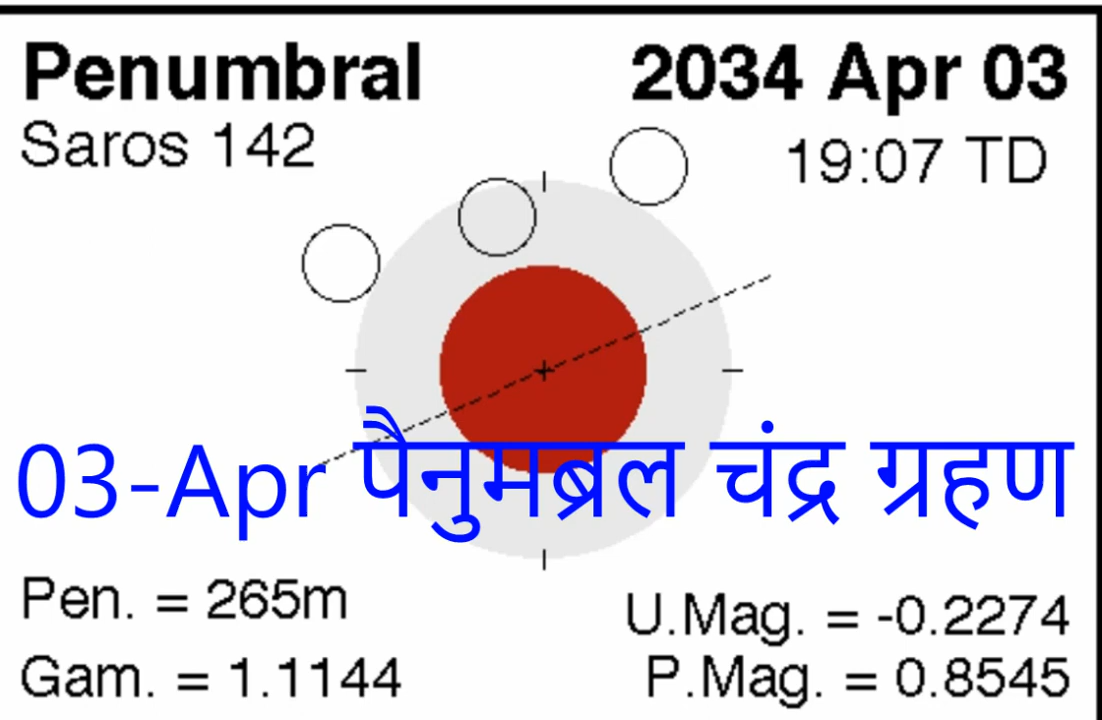 Penumbral 2034 Apr 03
Saros 142 19:07 TD
03-Apr पैनुमब्रल चंद्र ग्रहण
Pen. = 265m U.Mag. = -0.2274
Gam. = 1.1144 P.Mag. = 0.8545